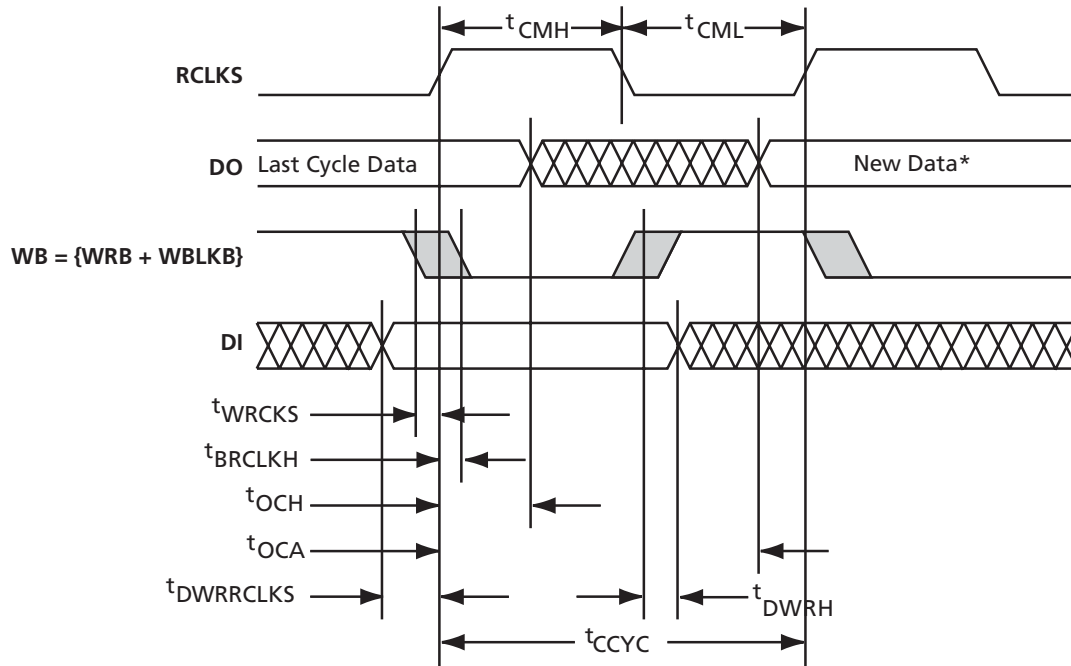 tCMH
tCML
RCLKS
DO
Last Cycle Data
New Data*
WB = {WRB + WBLKB}
DI
tWRCKS
tBRCLKH
tOCH
tOCA
tDWRRCLKS
tDWRH
tCCYC